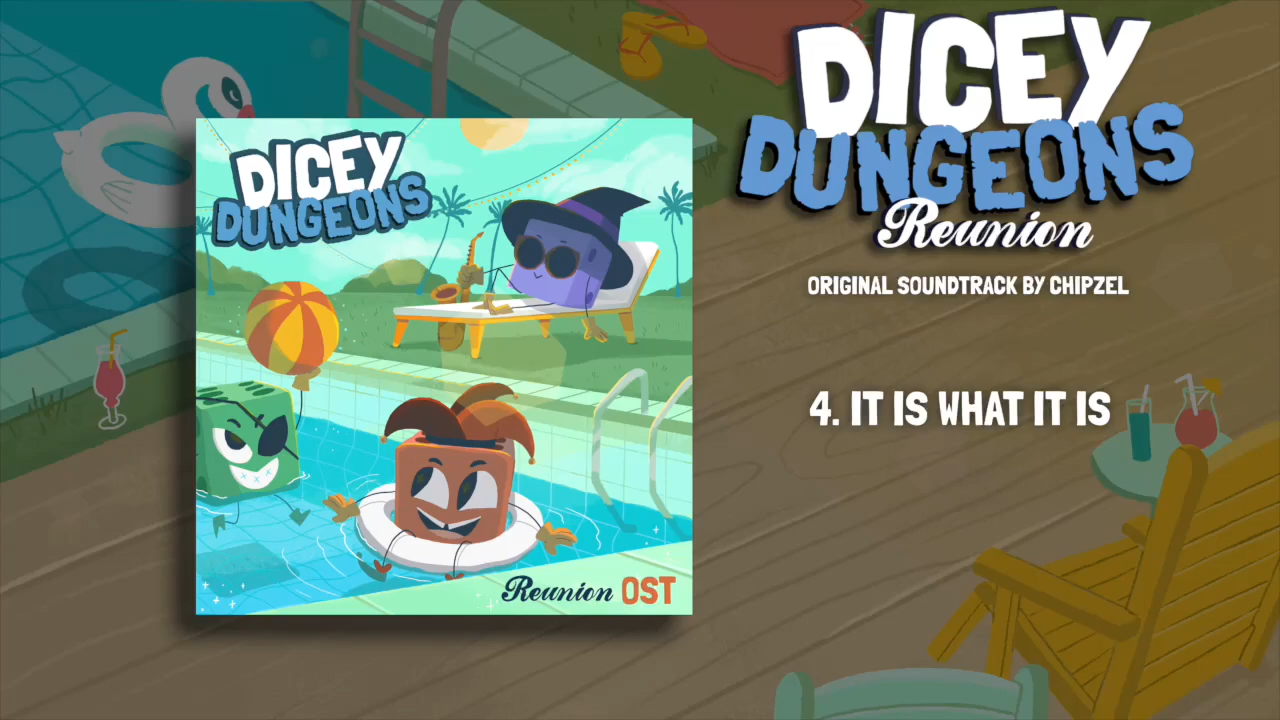 DICEY
DUNGEONS
Reunion
ORIGINAL SOUNDTRACK BY CHIPZEL
4. IT IS WHAT IT IS
DICEY
DUNGEONS
Reunion OST